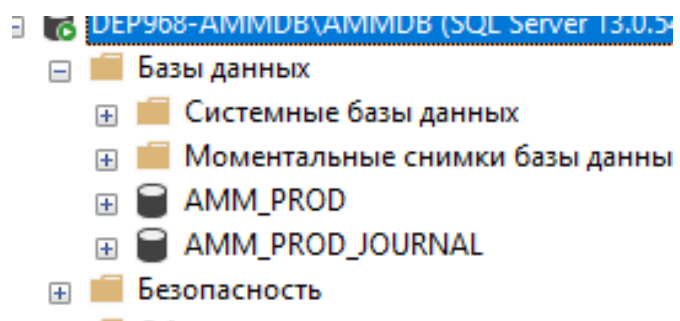 DEP968-AMMDB\AMMDB (SQL Server 13.0.54
Базы данных
Системные базы данных
Моментальные снимки базы данны
AMM_PROD
AMM_PROD_JOURNAL
Безопасность